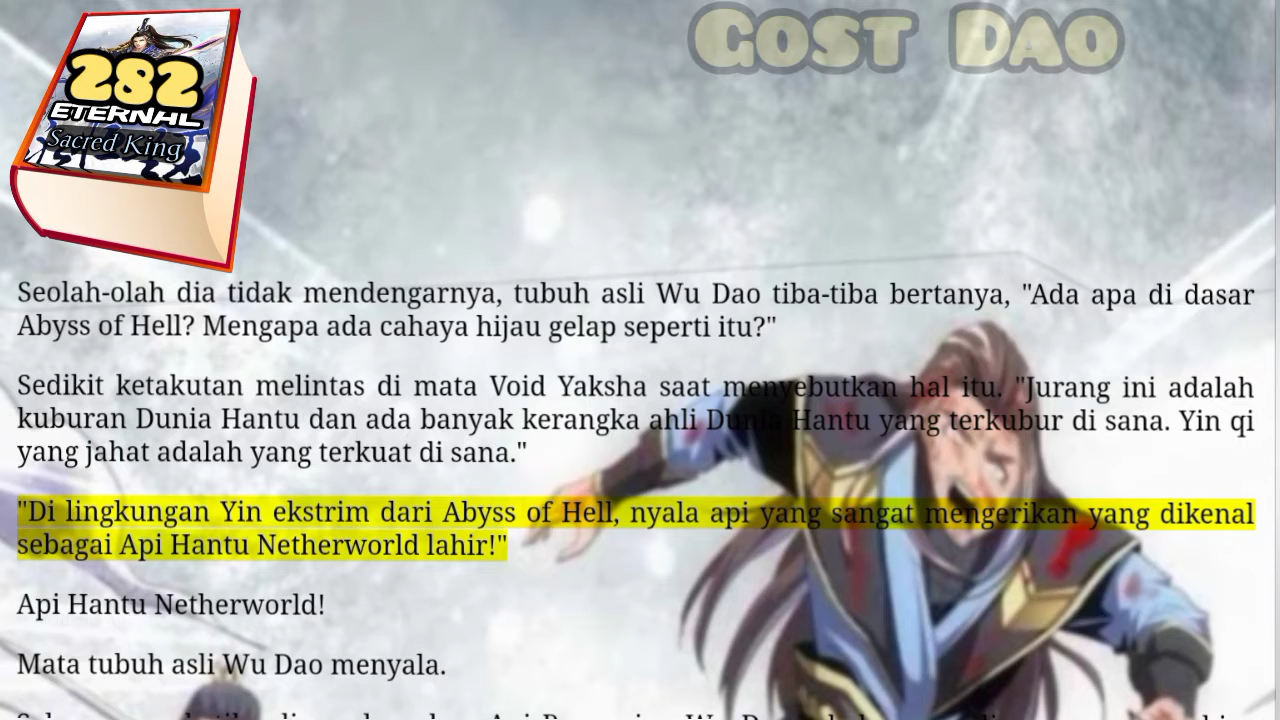 GOST DAO
282
ETERNAL
Sacred King
Seolah-olah dia tidak mendengarnya, tubuh asli Wu Dao tiba-tiba bertanya, "Ada apa di dasar
Abyss of Hell? Mengapa ada cahaya hijau gelap seperti itu?"
Sedikit ketakutan melintas di mata Void Yaksha saat menyebutkan hal itu. "Jurang ini adalah
kuburan Dunia Hantu dan ada banyak kerangka ahli Dunia Hantu yang terkubur di sana. Yin qi
yang jahat adalah yang terkuat di sana."
"Di lingkungan Yin ekstrim dari Abyss of Hell, nyala api yang sangat mengerikan yang dikenal
sebagai Api Hantu Netherworld lahir!"
Api Hantu Netherworld!
Mata tubuh asli Wu Dao menyala.